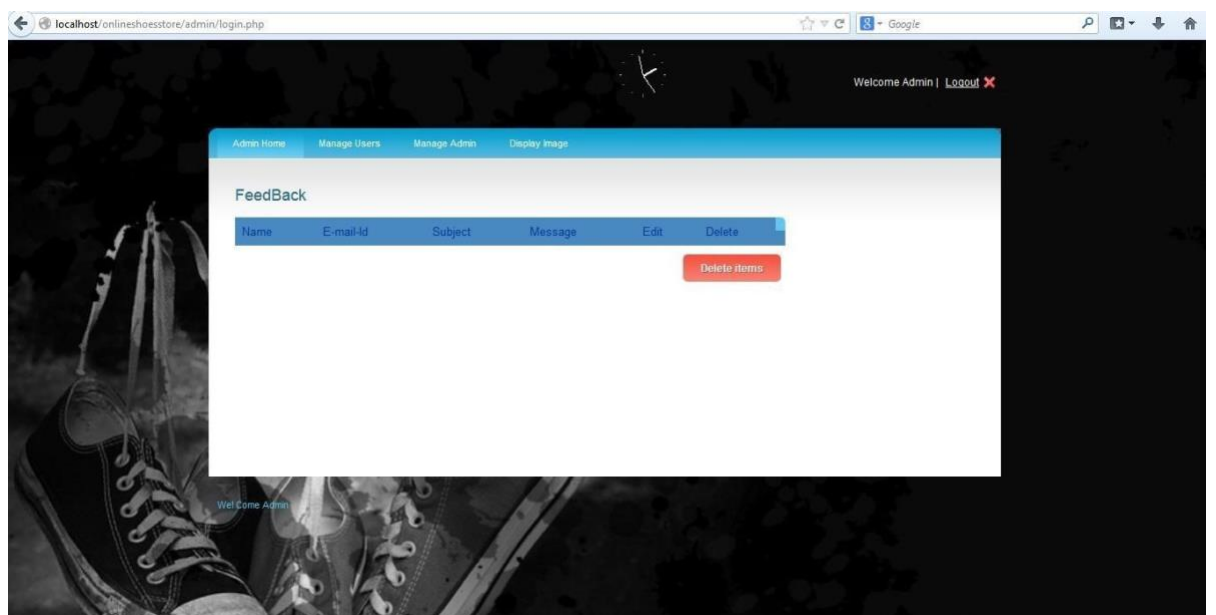 localhost/onlineshoesstore/admin/login.php Google
Welcome Admin | Logout
Admin Home Manage Users Manage Admin Display Image
FeedBack
Name E-mail-Id Subject Message Edit Delete
Delete items
Wel Come Admin